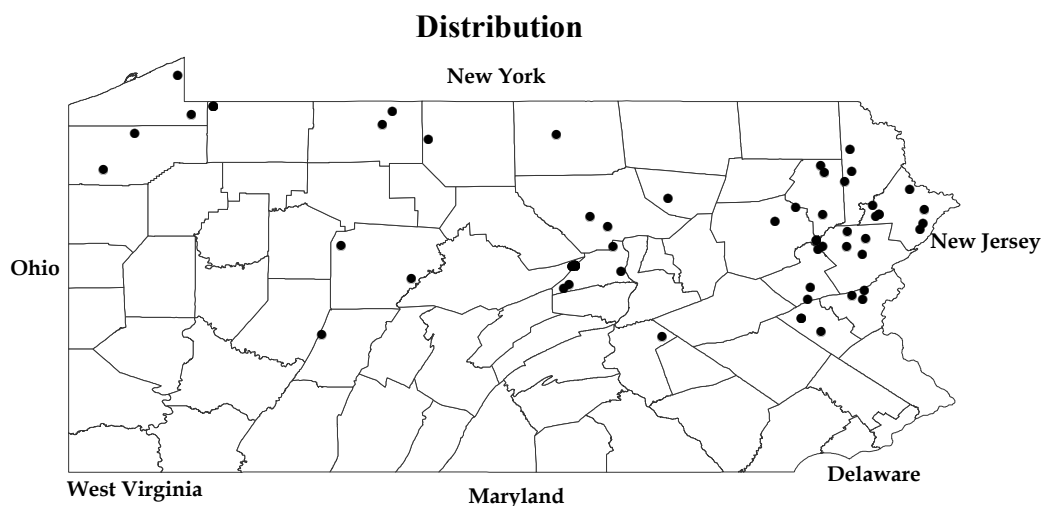 Distribution
New York
New Jersey
Ohio
Delaware
West Virginia
Maryland